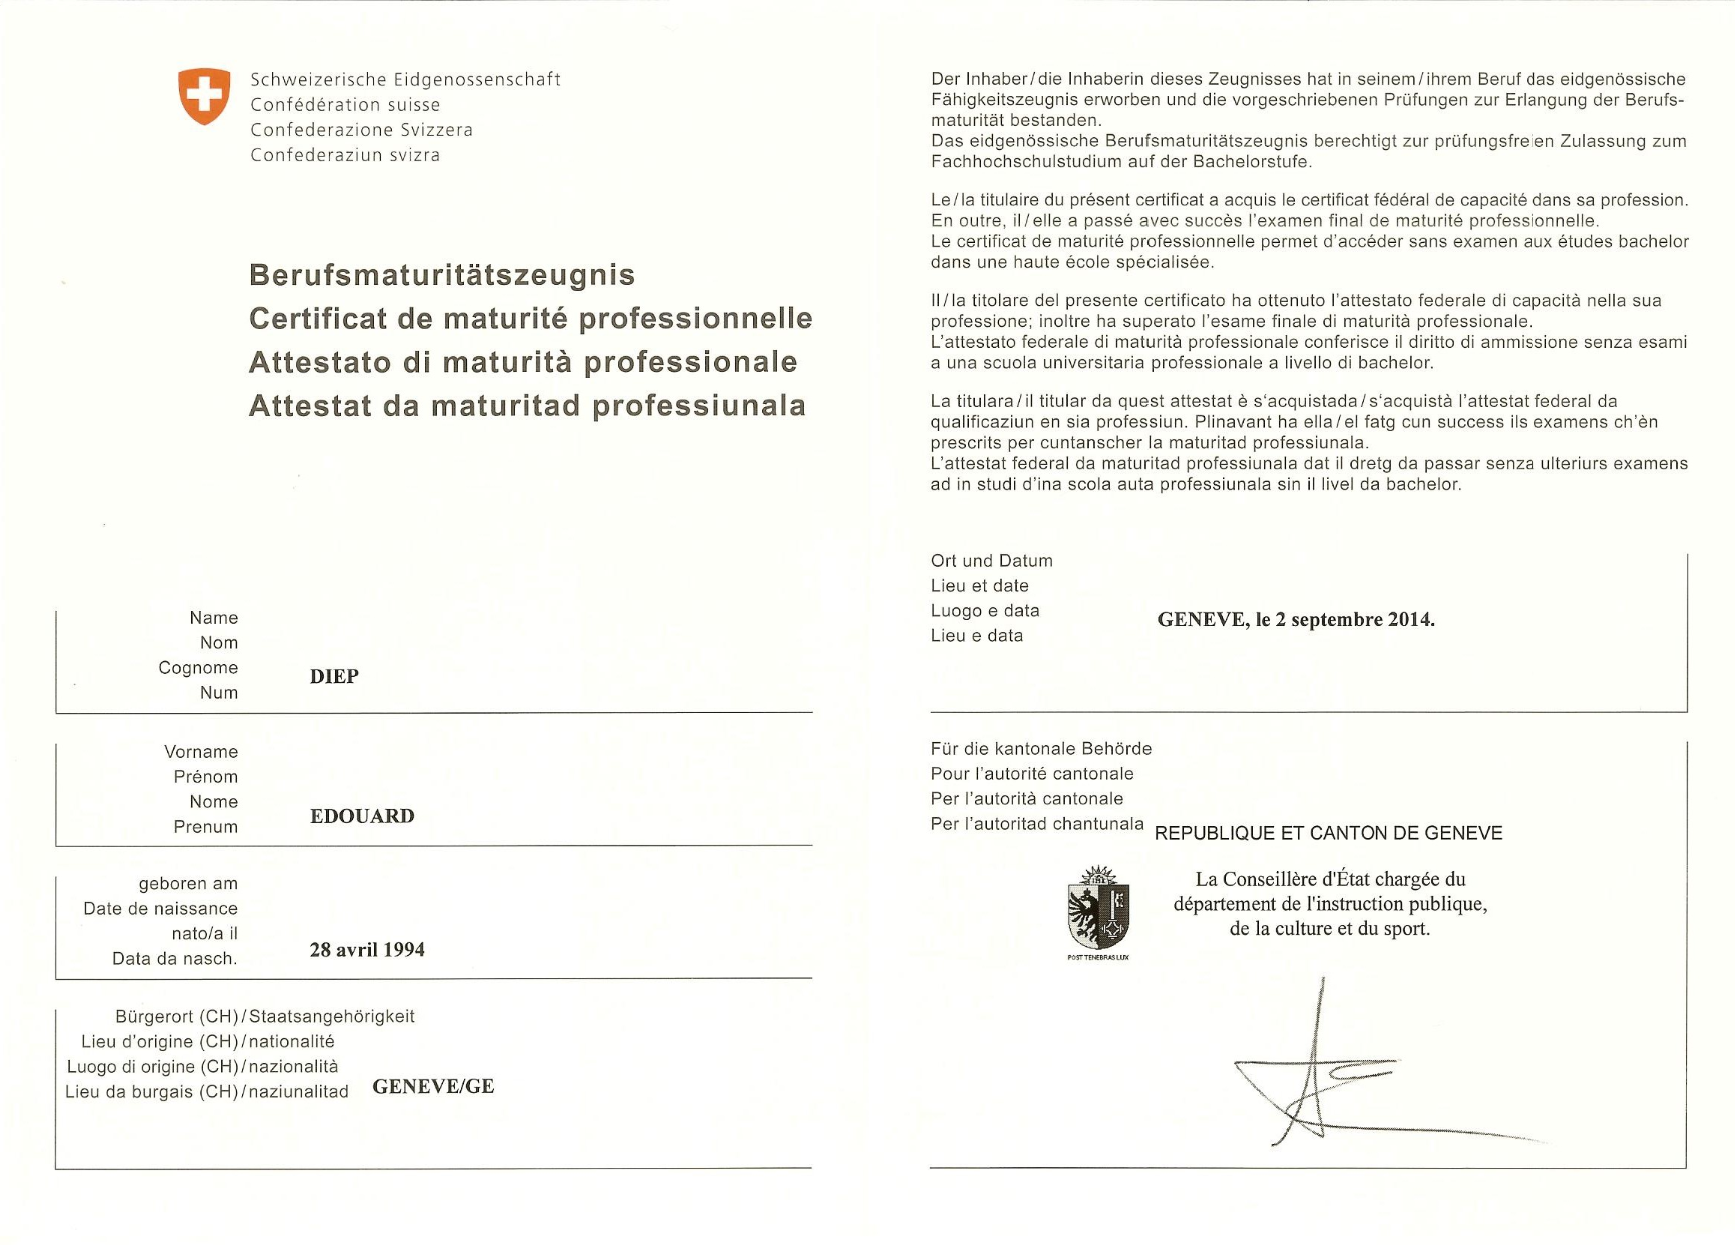 Schweizerische Eidgenossenschaft
Confédération suisse
Confederazione Svizzera
Confederaziun svizra
Berufsmaturitätszeugnis
Certificat de maturité professionnelle
Attestato di maturità professionale
Attestat da maturitad professiunala
Name
Nom
Cognome
Num
DIEP
Vorname
Prénom
Nome
Prenum
EDOUARD
geboren am
Date de naissance
nato/a il
Data da nasch.
28 avril 1994
Bürgerort (CH)/Staatsangehörigkeit
Lieu d'origine (CH)/nationalité
Luogo di origine (CH)/nazionalità
Lieu da burgais (CH)/naziunalitad
GENEVE/GE
Der Inhaber/die Inhaberin dieses Zeugnisses hat in seinem/ihrem Beruf das eidgenössische
Fähigkeitszeugnis erworben und die vorgeschriebenen Prüfungen zur Erlangung der Berufs-
maturität bestanden.
Das eidgenössische Berufsmaturitätszeugnis berechtigt zur prüfungsfreien Zulassung zum
Fachhochschulstudium auf der Bachelorstufe.
Le/la titulaire du présent certificat a acquis le certificat fédéral de capacité dans sa profession.
En outre, il/elle a passé avec succès l'examen final de maturité professionnelle.
Le certificat de maturité professionnelle permet d'accéder sans examen aux études bachelor
dans une haute école spécialisée.
Il/la titolare del presente certificato ha ottenuto l'attestato federale di capacità nella sua
professione; inoltre ha superato l'esame finale di maturità professionale.
L'attestato federale di maturità professionale conferisce il diritto di ammissione senza esami
a una scuola universitaria professionale a livello di bachelor.
La titulara/il titular da quest attestat è s'acquistada/s'acquistà l'attestat federal da
qualificaziun en sia professiun. Plinavant ha ella/el fatg cun success ils examens ch'èn
prescrits per cuntanscher la maturitad professiunala.
L'attestat federal da maturitad professiunala dat il dretg da passar senza ulteriurs examens
ad in studi d'ina scola auta professiunala sin il livel da bachelor.
Ort und Datum
Lieu et date
Luogo e data
Lieu e data
GENEVE, le 2 septembre 2014.
Für die kantonale Behörde
Pour l'autorité cantonale
Per l'autorità cantonale
Per l'autoritad chantunala
REPUBLIQUE ET CANTON DE GENEVE
La Conseillère d'État chargée du
département de l'instruction publique,
de la culture et du sport.
POST TENEBRAS LUX